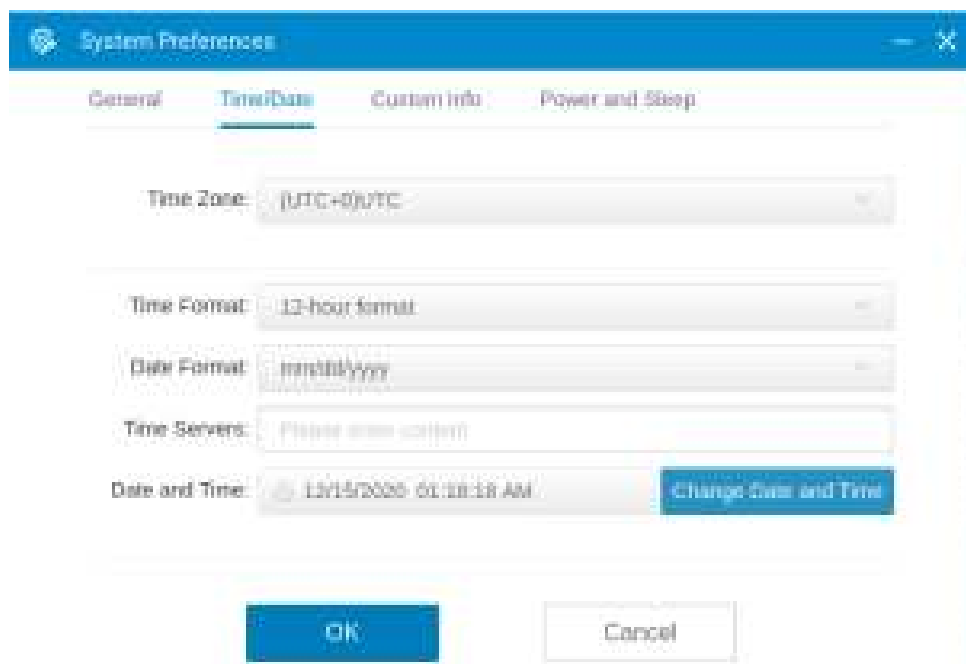 System Preferences
General Time/Date Custom Info Power and Sleep
Time Zone: (UTC+0)UTC
Time Format: 12-hour format
Date Format: mm/dd/yyyy
Time Servers: Please enter content
Date and Time: 12/15/2020 01:18:18 AM Change Date and Time
OK Cancel